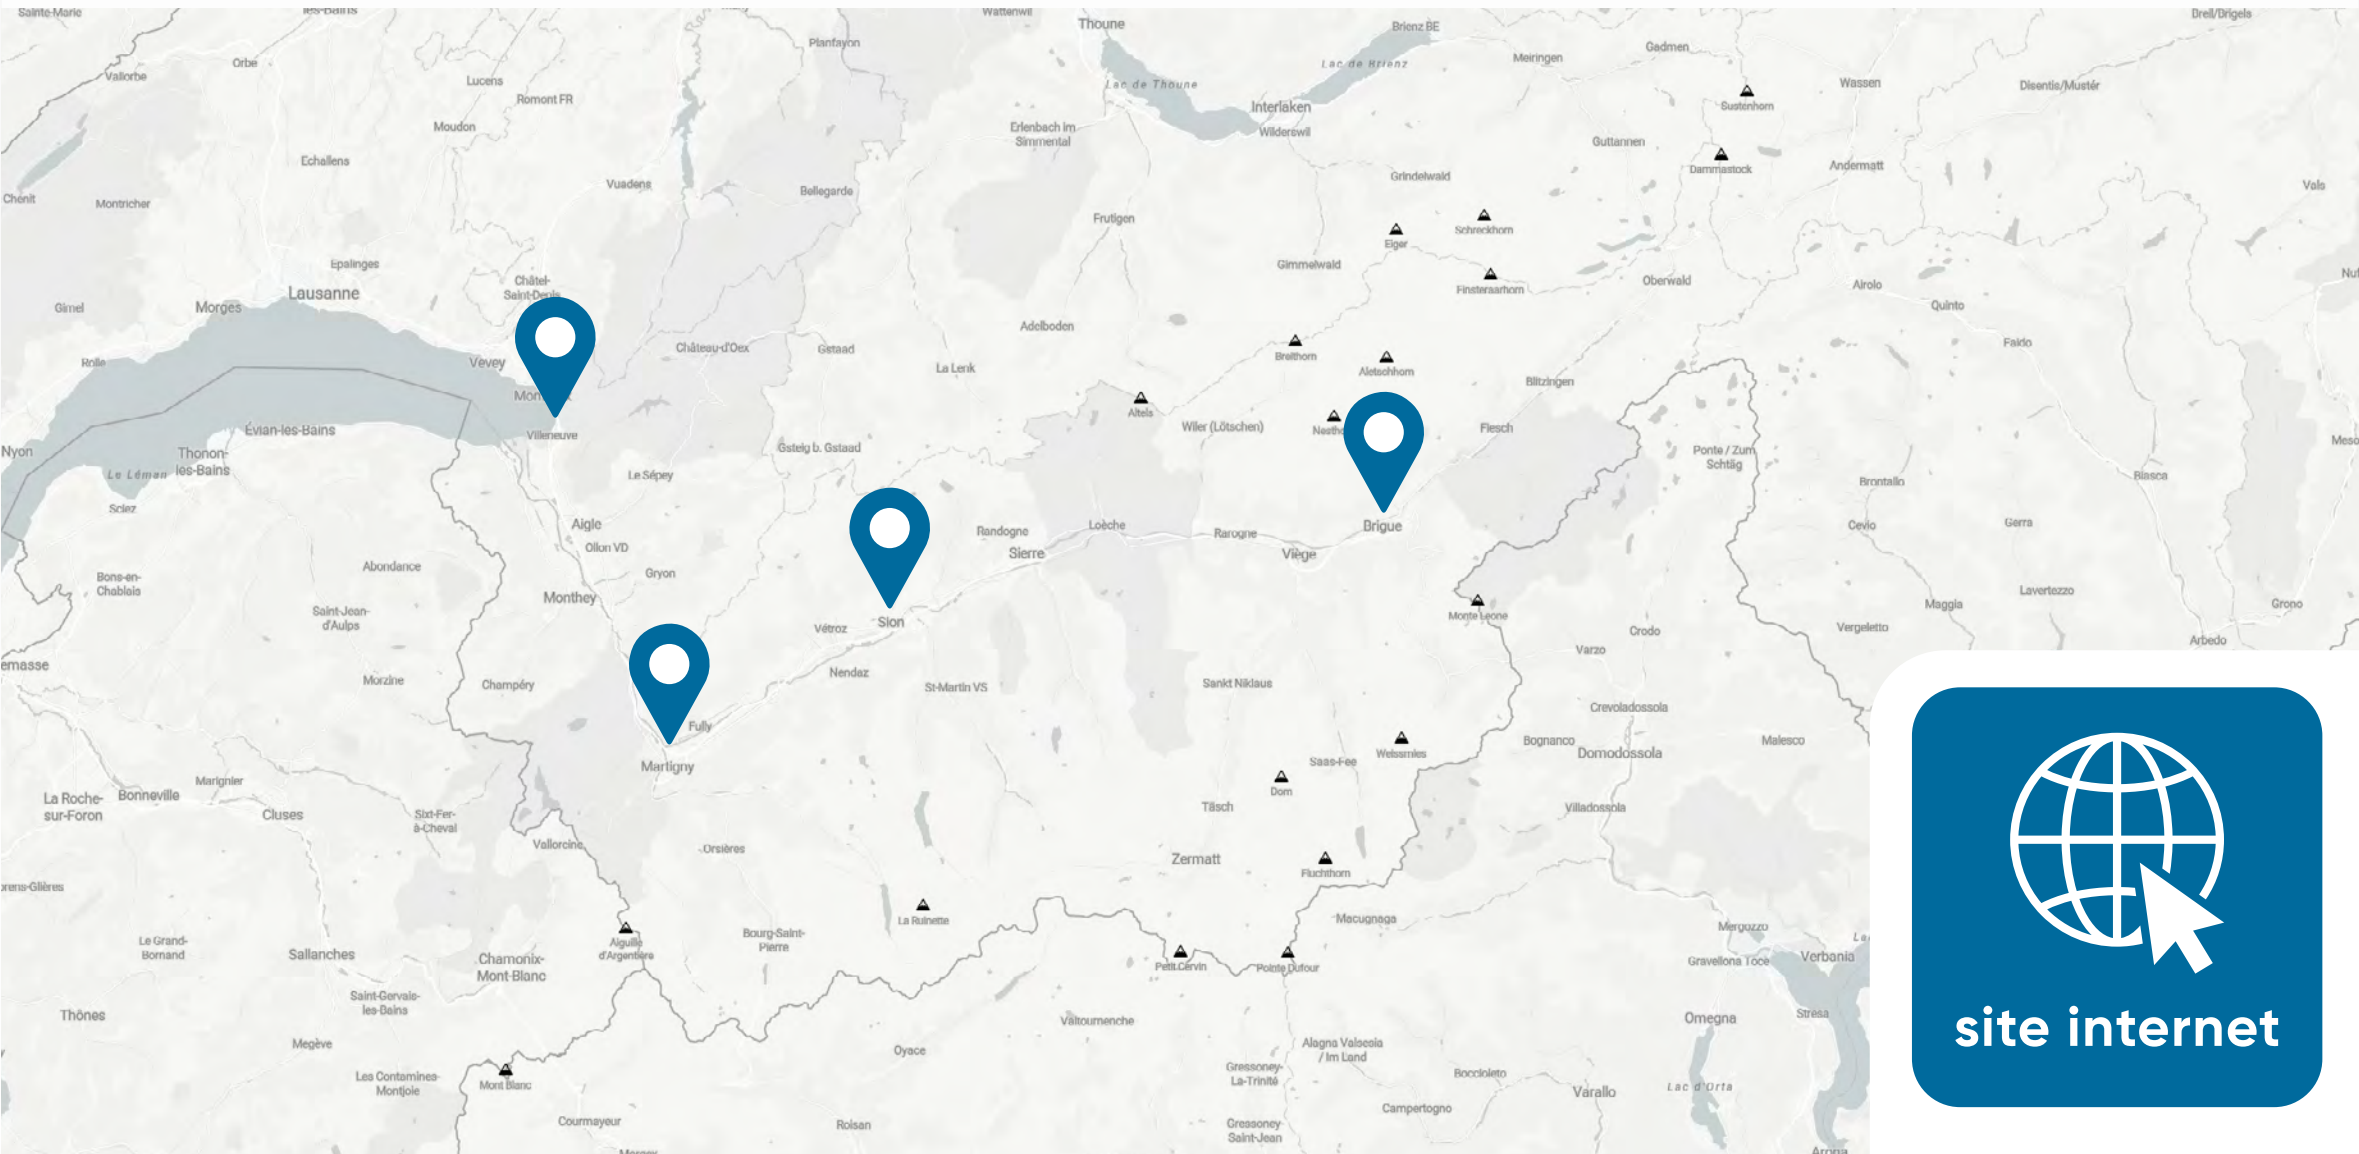 Sainte-Marie
les-Bains
Wattenwil
Thoune
Brienz BE
Breil/Brigels
Planfayon
Gadmen
Vallorbe
Orbe
Lucens
Romont FR
Lac de Thoune
Lac de Brienz
Meiringen
Wassen
Disentis/Mustér
Sustenhorn
Interlaken
Wilderswil
Moudon
Erlenbach im
Simmental
Guttannen
Echallens
Dammastock
Andermatt
Vuadens
Bellegarde
Grindelwald
Vals
Chenit
Montricher
Frutigen
Eiger
Schreckhorn
Epalinges
Gimmelwald
Finsteraarhorn
Oberwald
Airolo
Nuf
Châtel-
Saint-Denis
Lausanne
Morges
Gimel
Quinto
Adelboden
Faido
Rolle
Vevey
Château-d'Oex
Gstaad
La Lenk
Breithorn
Aletschhorn
Blitzingen
Altels
Villeneuve
Évian-les-Bains
Wiler (Lötschen)
Fiesch
Meso
Nyon
Thonon-
les-Bains
Le Léman
Gsteig b. Gstaad
Ponte / Zum
Schtäg
Le Sépey
Biasca
Brontallo
Sciez
Aigle
Ollon VD
Randogne
Loèche
Rarogne
Brigue
Cevio
Gerra
Sierre
Viège
Abondance
Gryon
Bons-en-
Chablais
Monthey
Lavertezzo
Maggia
Grono
Saint-Jean-
d'Aulps
Vétroz
Sion
Monte Leone
Crodo
Vergeletto
Arbedo
emasse
Varzo
Morzine
Champéry
Nendaz
St-Martin VS
Sankt Niklaus
Crevoladossola
Fully
Martigny
Weissmies
Bognanco
Domodossola
Malesco
Saas-Fee
Marignier
Dom
La Roche-
sur-Foron
Bonneville
Cluses
Sixt-Fer-
à-Cheval
Täsch
Villadossola
Vallorcine
Orsières
Zermatt
Fluchthorn
orens-Glières
La Ruinette
Macugnaga
Mergozzo
Le Grand-
Bornand
Sallanches
Chamonix-
Mont-Blanc
Aiguille
d'Argentière
Bourg-Saint-
Pierre
Petit Cervin
Pointe Dufour
Gravellona Toce
Verbania
Saint-Gervais-
les-Bains
Thônes
Valtournenche
Omegna
Stresa
site internet
Megève
Oyace
Alagna Valsesia
/ Im Land
Les Contamines-
Montjoie
Mont Blanc
Gressoney-
La-Trinité
Boccioleto
Varallo
Lac d'Orta
Courmayeur
Roisan
Campertogno
Gressoney
Saint-Jean
Arona